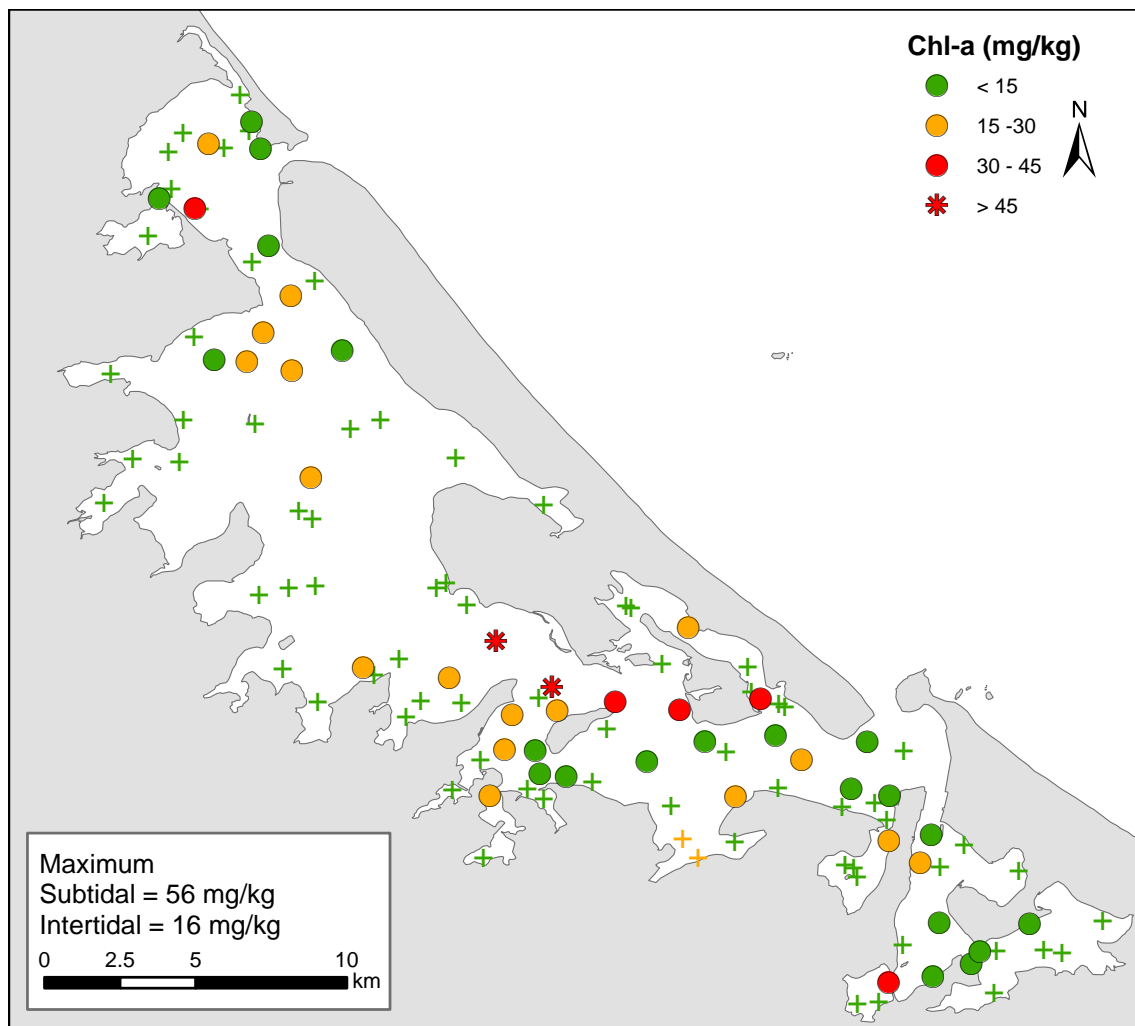 Chl-a (mg/kg)
< 15
15 -30
30 - 45
> 45
N
Maximum
Subtidal = 56 mg/kg
Intertidal = 16 mg/kg
0 2.5 5 10
km